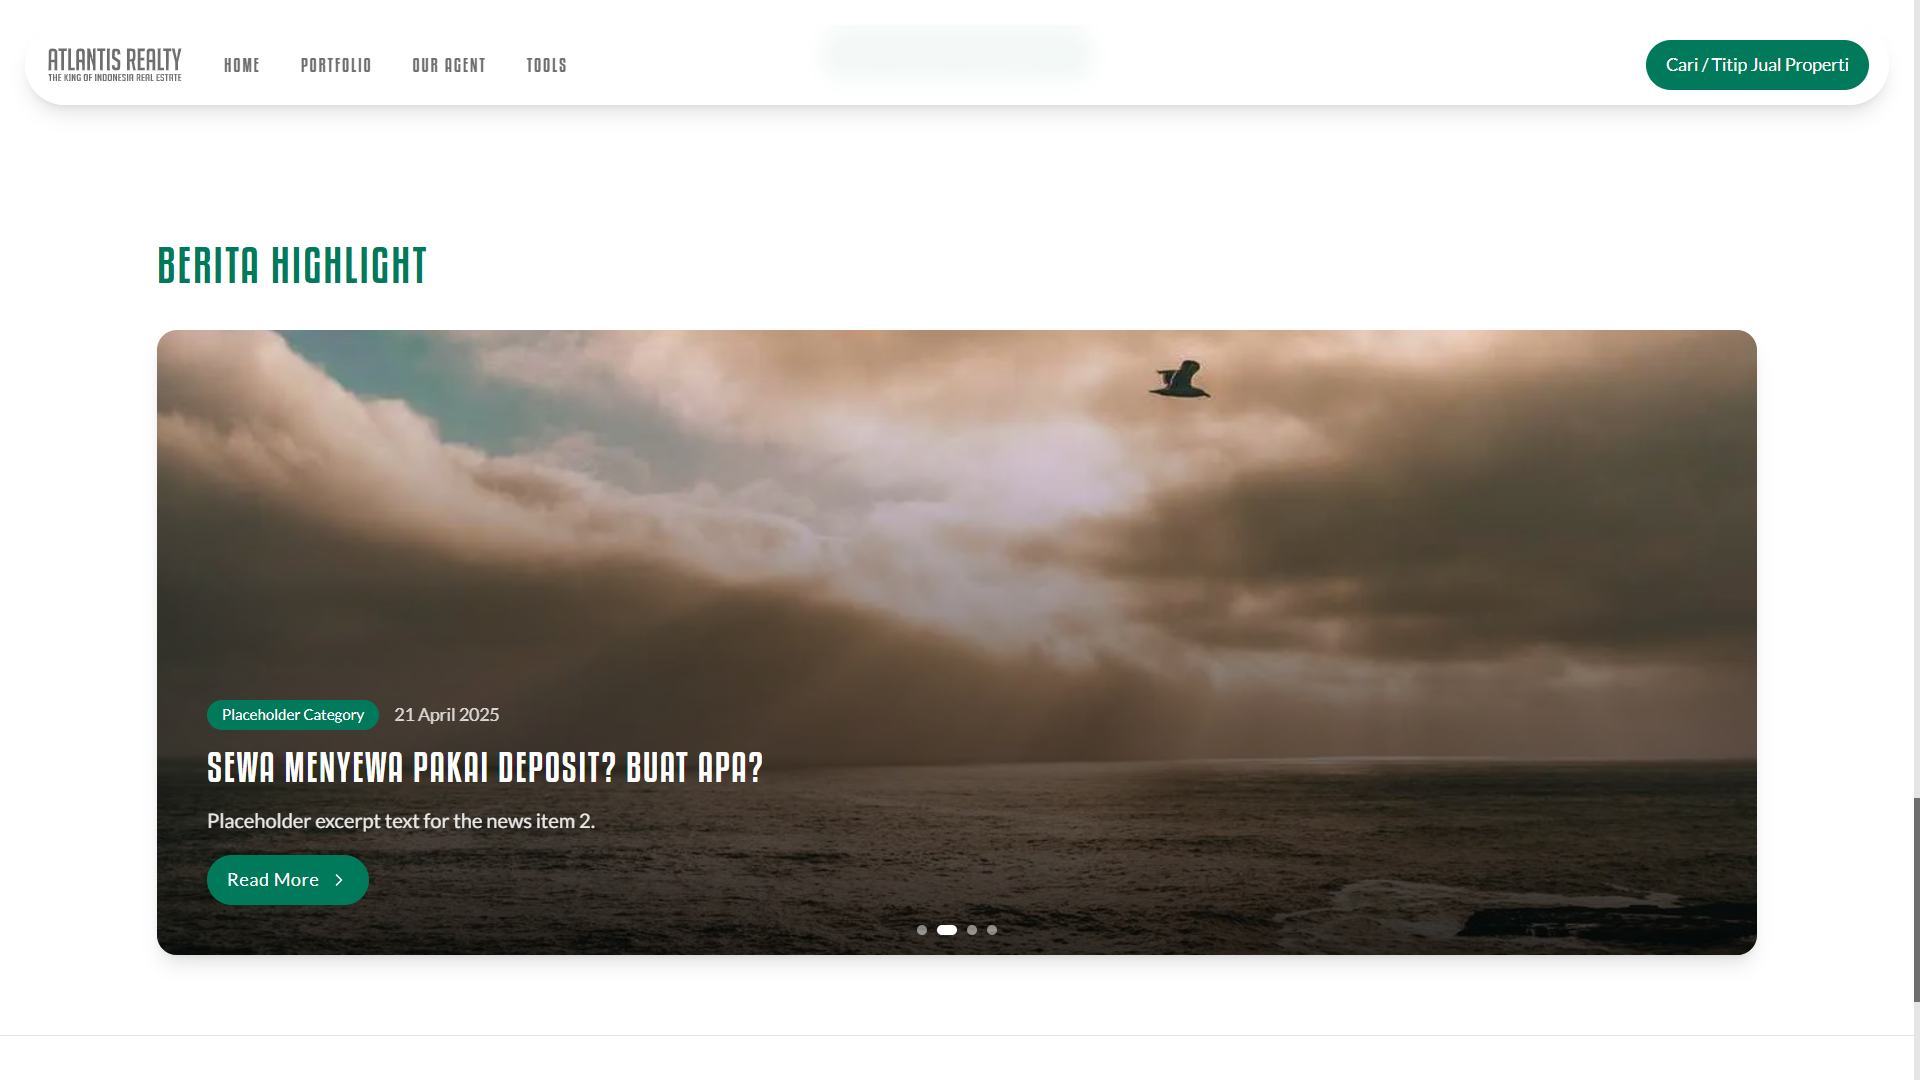 ATLANTIS REALTY
THE KING OF INDONESIA REAL ESTATE
HOME
PORTFOLIO
OUR AGENT
TOOLS
Cari / Titip Jual Properti
BERITA HIGHLIGHT
Placeholder Category
21 April 2025
SEWA MENYEWA PAKAI DEPOSIT? BUAT APA?
Placeholder excerpt text for the news item 2.
Read More